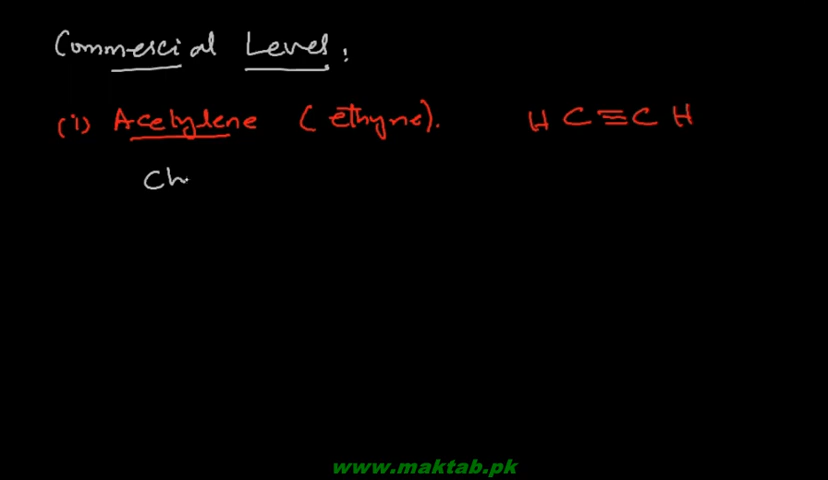 Commercial Level:
(i) Acetylene (ethyne). H C≡C H
Ch
www.maktab.pk